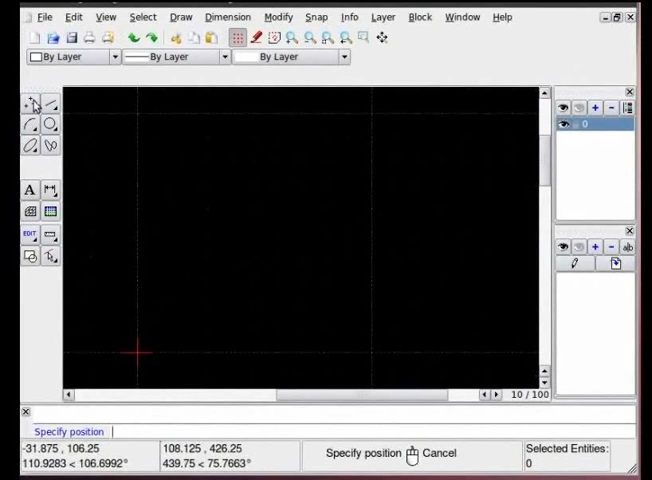 File Edit View Select Draw Dimension Modify Snap Info Layer Block Window Help
By Layer By Layer By Layer
0
A
EDIT
ab
10 / 100
Specify position
-31.875 , 106.25 108.125 , 426.25 Specify position Cancel Selected Entities:
110.9283 < 106.6992° 439.75 < 75.7663° 0